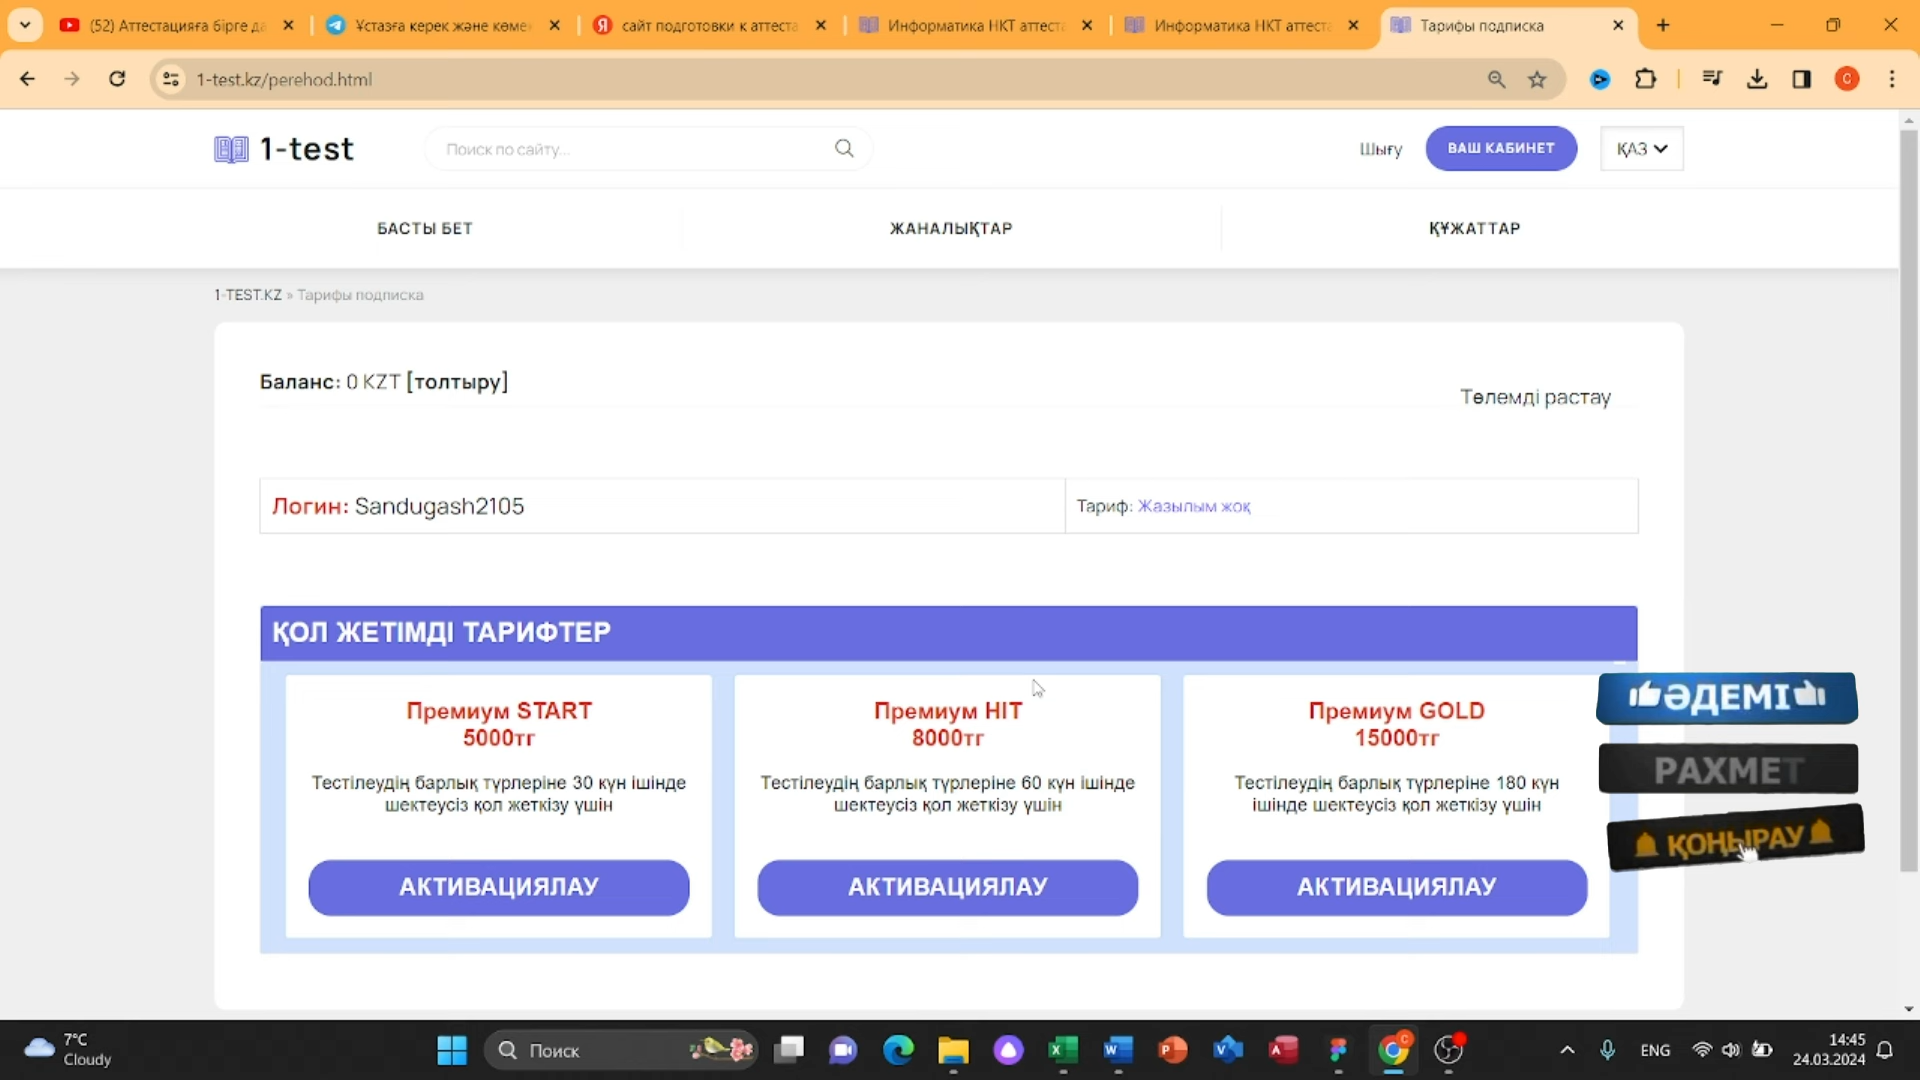 (52) Аттестацияға бірге да
Ұстазға керек және көме
сайт подготовки к аттеста
Информатика НКТ аттест
Информатика НКТ аттест
Тарифы подписка
1-test.kz/perehod.html
C
1-test
Поиск по сайту...
Шығу
ВАШ КАБИНЕТ
ҚАЗ
БАСТЫ БЕТ
ЖАНАЛЫҚТАР
ҚҰЖАТТАР
1-TEST.KZ » Тарифы подписка
Баланс: 0 KZT [толтыру]
Төлемді растау
Логин: Sandugash2105
Тариф: Жазылым жоқ
ҚОЛ ЖЕТІМДІ ТАРИФТЕР
Премиум START
5000тг
Тестілеудің барлық түрлеріне 30 күн ішінде
шектеусіз қол жеткізу үшін
АКТИВАЦИЯЛАУ
Премиум HIT
8000тг
Тестілеудің барлық түрлеріне 60 күн ішінде
шектеусіз қол жеткізу үшін
АКТИВАЦИЯЛАУ
Премиум GOLD
15000тг
Тестілеудің барлық түрлеріне 180 күн
ішінде шектеусіз қол жеткізу үшін
АКТИВАЦИЯЛАУ
ӘДЕМІ
РАХМЕТ
ҚОҢЫРАУ
7°C
Cloudy
Поиск
ENG
14:45
24.03.2024